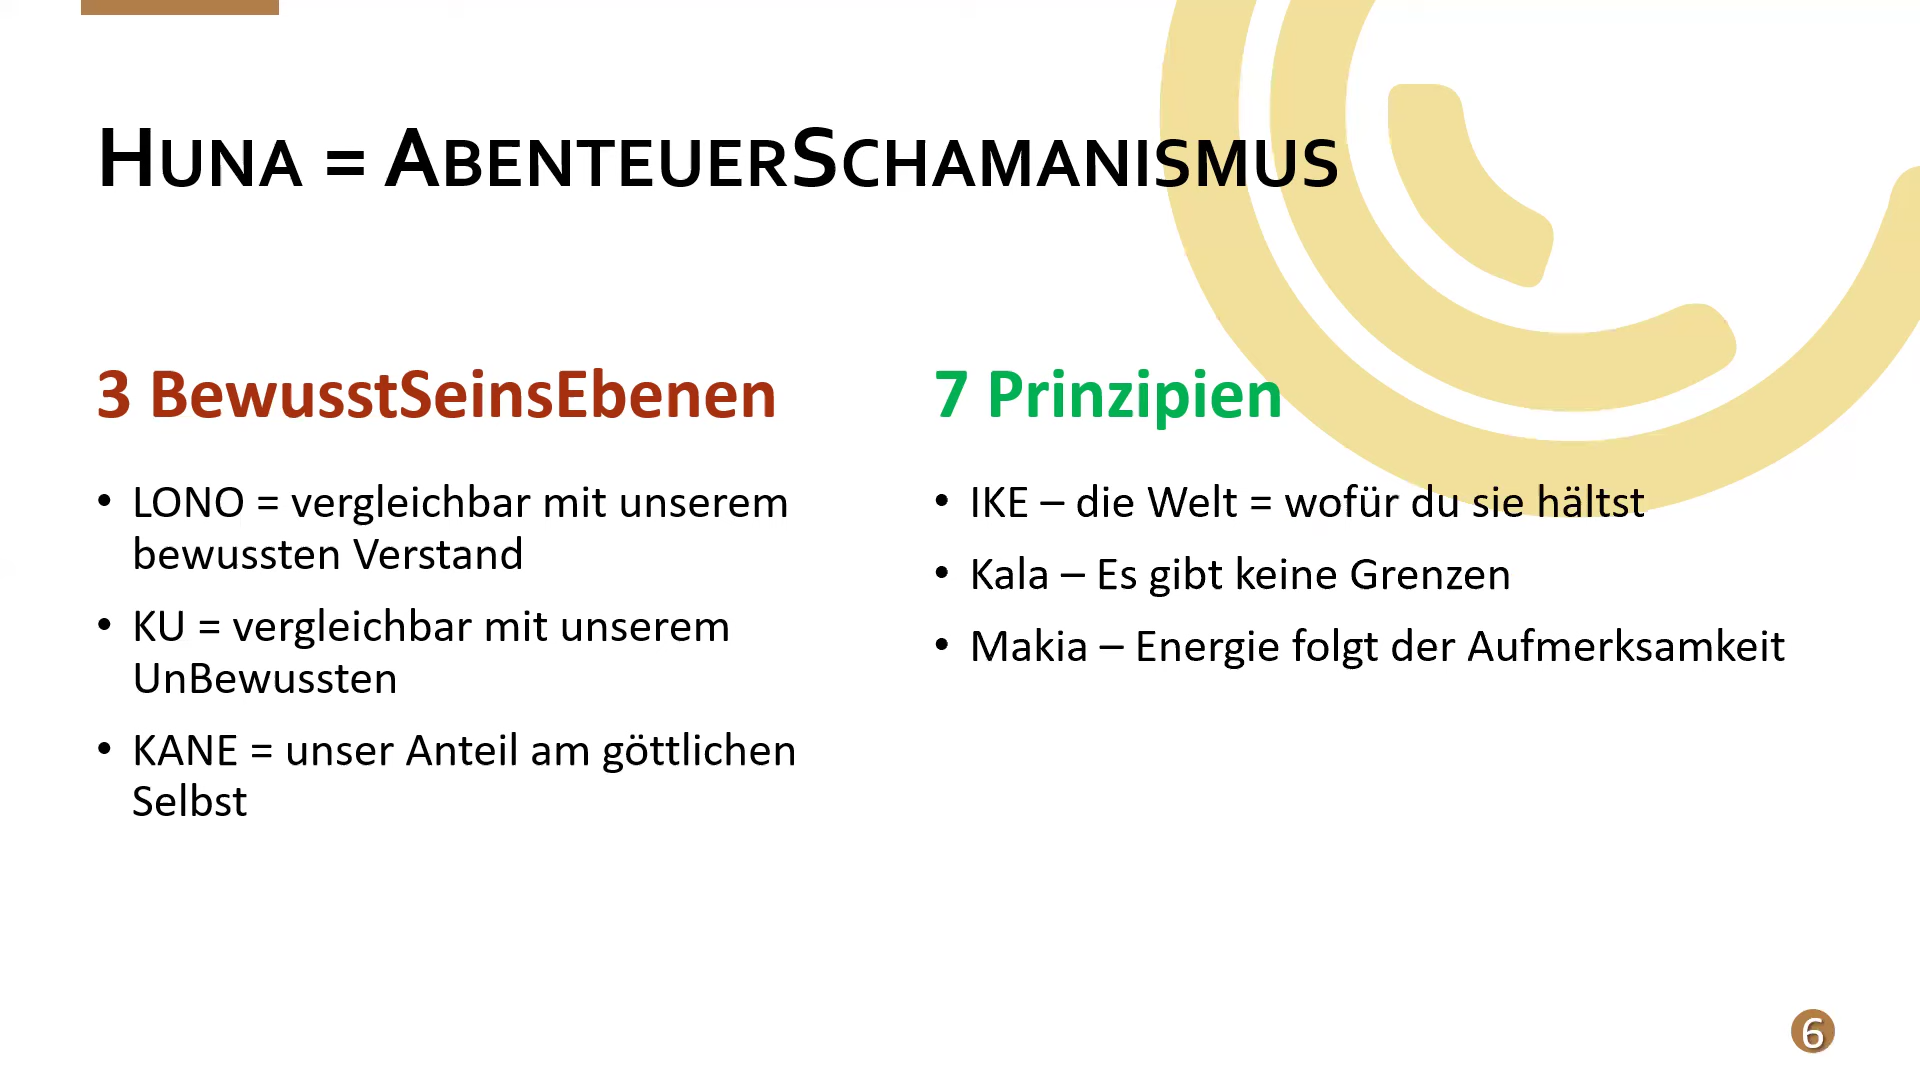 HUNA = ABENTEUERSCHAMANISMUS
3 BewusstSeinsEbenen
• LONO = vergleichbar mit unserem
bewussten Verstand
• KU = vergleichbar mit unserem
UnBewussten
• KANE = unser Anteil am göttlichen
Selbst
7 Prinzipien
• IKE – die Welt = wofür du sie hältst
• Kala – Es gibt keine Grenzen
• Makia – Energie folgt der Aufmerksamkeit
6